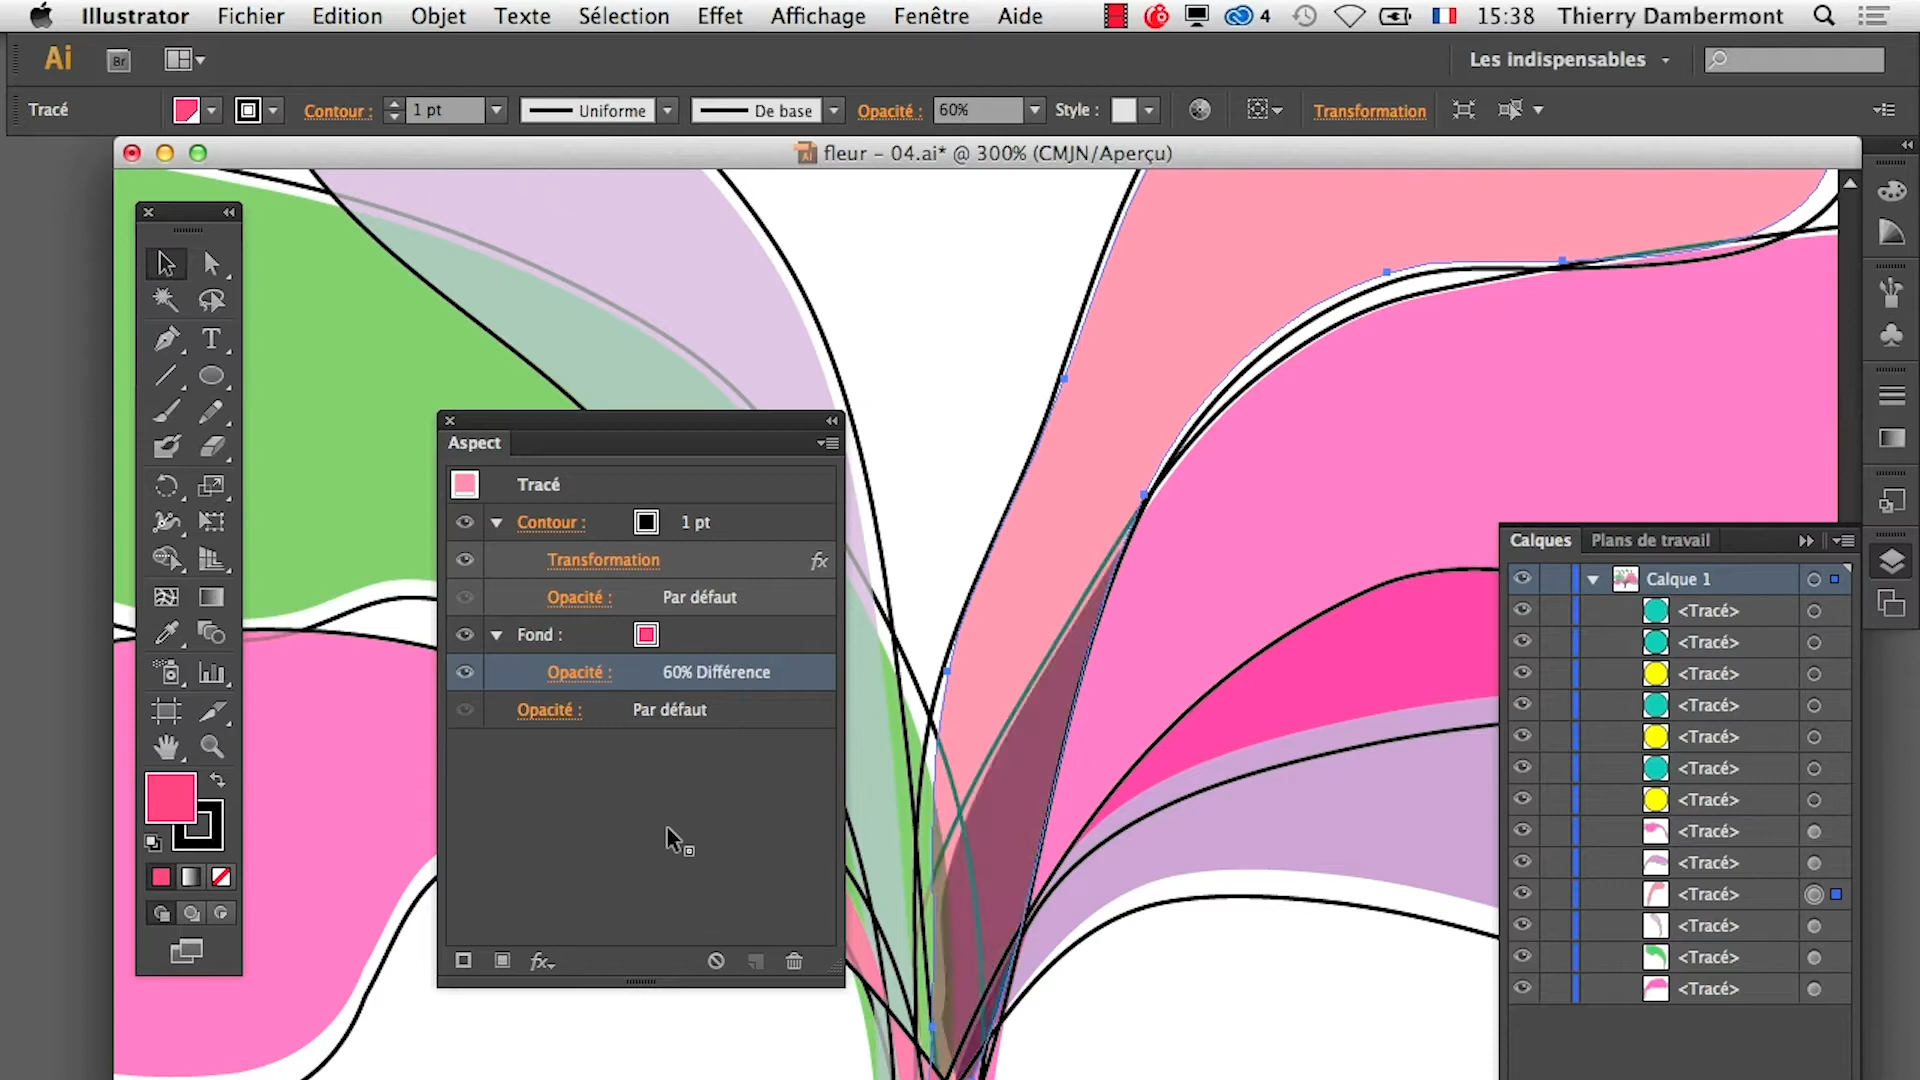 Illustrator Fichier Edition Objet Texte Sélection Effet Affichage Fenêtre Aide 4 15:38 Thierry Dambermont
Ai Br Les indispensables
Tracé Contour : 1 pt Uniforme De base Opacité : 60% Style : Transformation
fleur – 04.ai* @ 300% (CMJN/Aperçu)
Aspect
Tracé
Contour : 1 pt
Transformation fx
Opacité : Par défaut
Fond :
Opacité : 60% Différence
Opacité : Par défaut
fx
T
Calques Plans de travail
Calque 1
<Tracé>
<Tracé>
<Tracé>
<Tracé>
<Tracé>
<Tracé>
<Tracé>
<Tracé>
<Tracé>
<Tracé>
<Tracé>
<Tracé>
<Tracé>